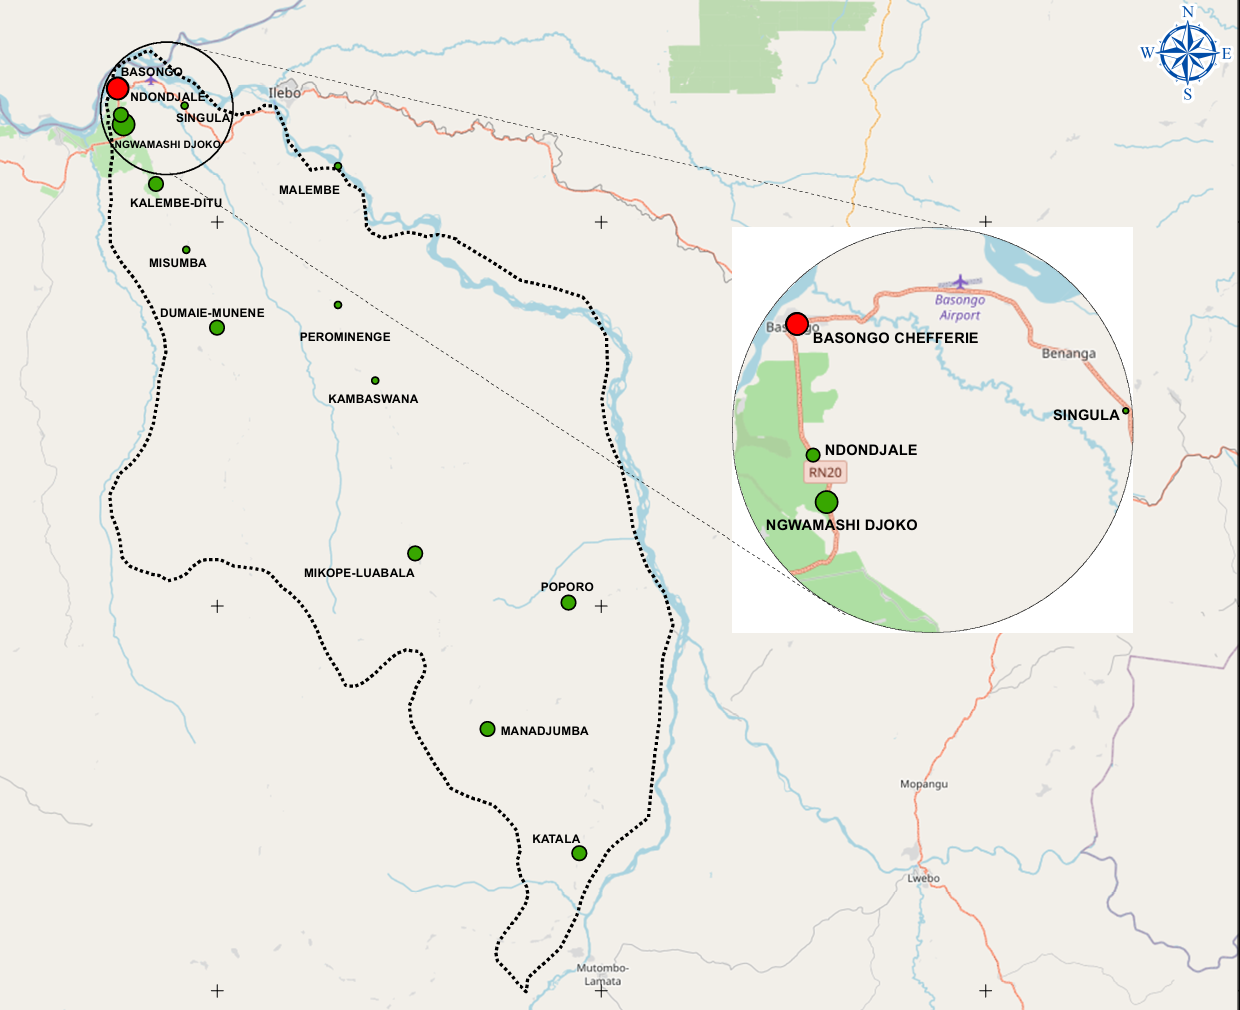 N
W
E
S
BASONGO
NDONDJALE
SINGULA
NGWAMASHI DJOKO
Ilebo
MALEMBE
KALEMBE-DITU
MISUMBA
DUMAIE-MUNENE
PEROMINENGE
KAMBASWANA
MIKOPE-LUABALA
POPORO
MANADJUMBA
KATALA
Mutombo-
Lamata
Basongo
Airport
Basongo
BASONGO CHEFFERIE
Benanga
SINGULA
NDONDJALE
RN20
NGWAMASHI DJOKO
Mopangu
Lwebo